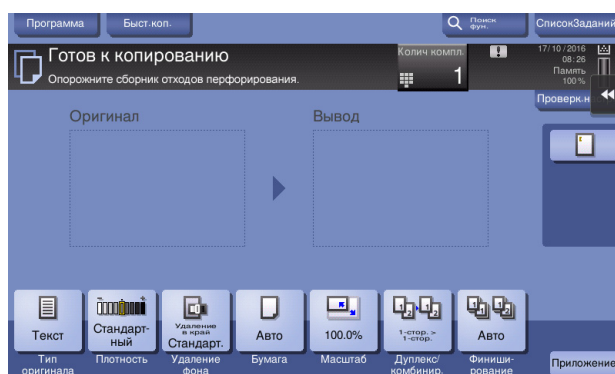 Программа
Быст.коп.
Поиск
фун.
СписокЗаданий
Готов к копированию
Опорожните сборник отходов перфорирования.
Колич компл.
1
17/10/2016
08:26
Память
100%
Проверк.н
Оригинал
Вывод
Текст
Стандарт-
ный
Удаление
в край
Стандарт.
Авто
100.0%
1-стор. >
1-стор.
Авто
Тип
оригинала
Плотность
Удаление
фона
Бумага
Масштаб
Дуплекс/
комбинир.
Финиши-
рование
Приложение